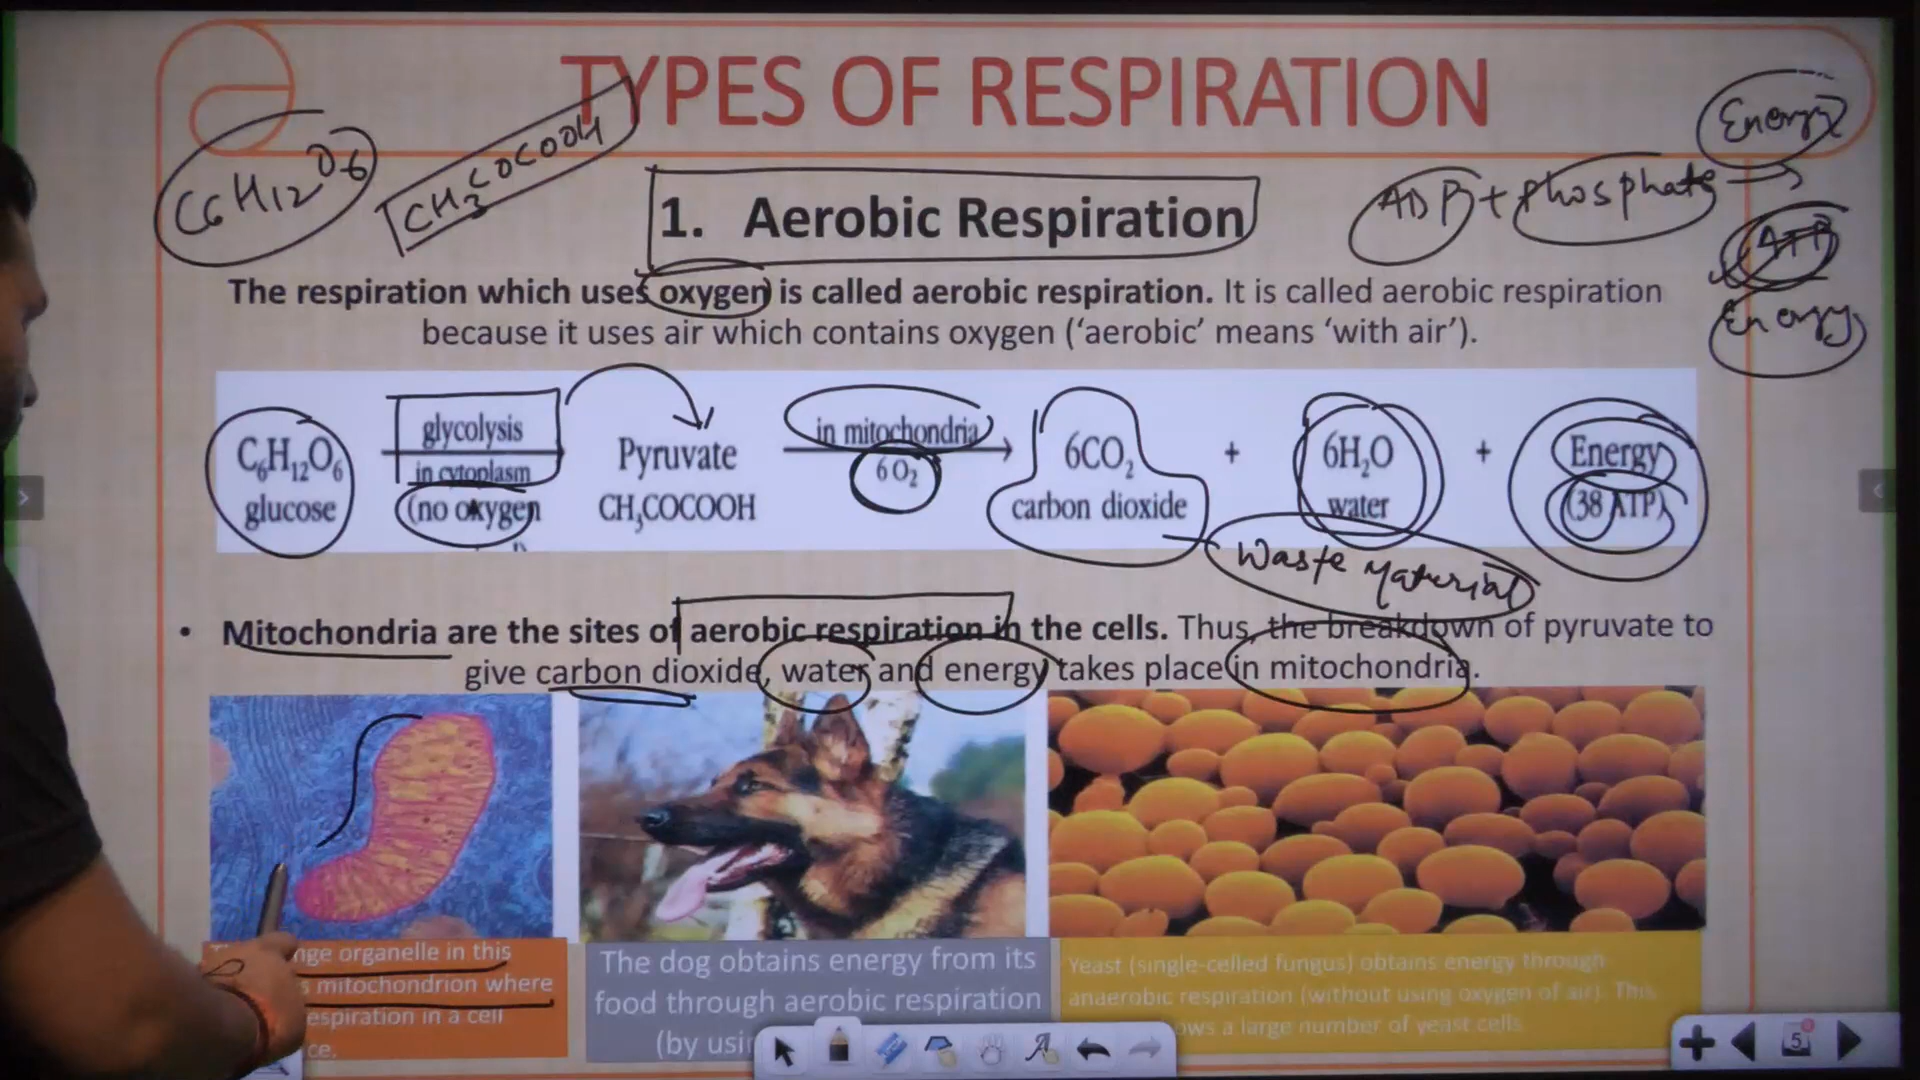 TYPES OF RESPIRATION
Energy
C6H12O6
CH3COCOOH
ADP + Phosphate →
ATP
Energy
1. Aerobic Respiration
The respiration which uses oxygen is called aerobic respiration. It is called aerobic respiration
because it uses air which contains oxygen (‘aerobic’ means ‘with air’).
C₆H₁₂O₆ glycolysis Pyruvate in mitochondria 6CO₂ + 6H₂O + Energy
glucose in cytoplasm CH₃COCOOH 6 O₂ carbon dioxide water (38 ATP)
(no oxygen
Waste Material
• Mitochondria are the sites of aerobic respiration in the cells. Thus, the breakdown of pyruvate to
give carbon dioxide, water and energy takes place in mitochondria.
organelle in this
mitochondrion where
in a cell
The dog obtains energy from its
food through aerobic respiration
(by
Yeast (single-celled fungus) obtains energy through
anaerobic respiration (without using oxygen of air). This
a large number of yeast cells.
5